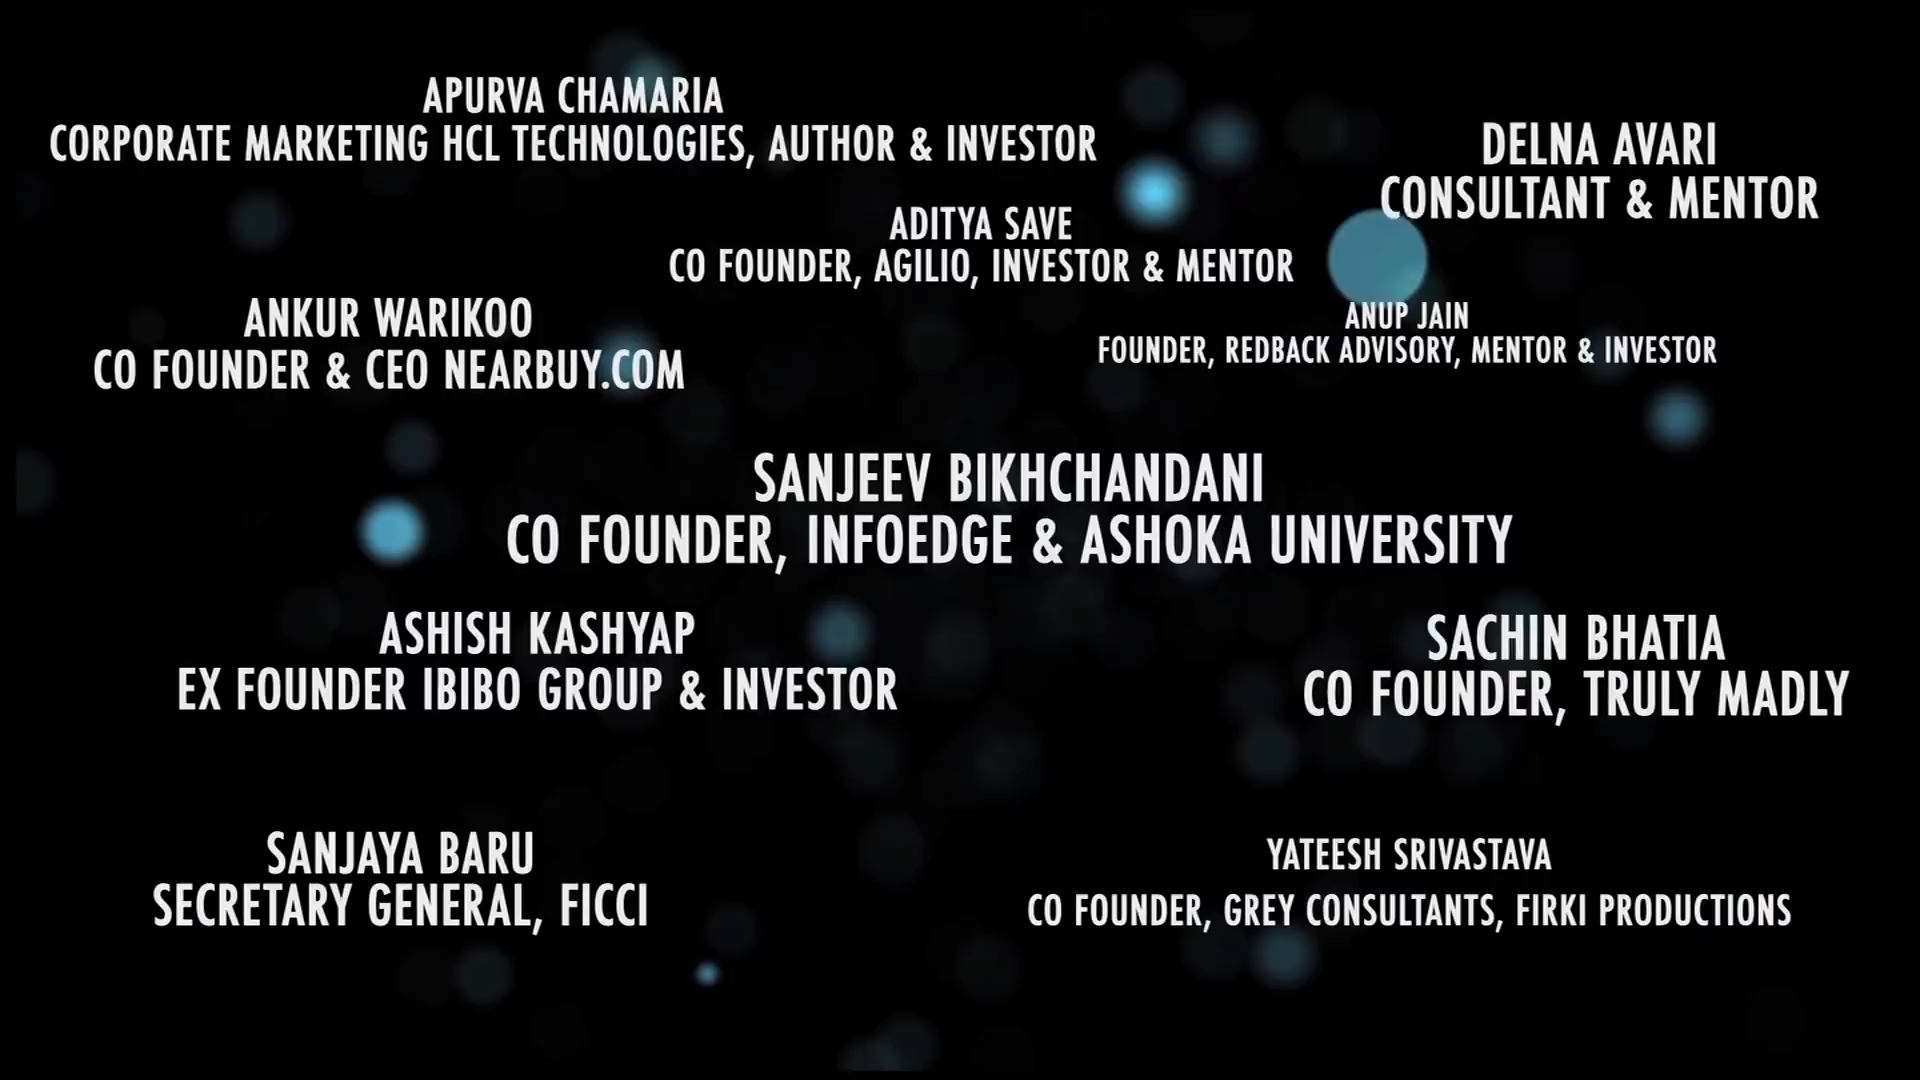 APURVA CHAMARIA
CORPORATE MARKETING HCL TECHNOLOGIES, AUTHOR & INVESTOR
DELNA AVARI
CONSULTANT & MENTOR
ADITYA SAVE
CO FOUNDER, AGILIO, INVESTOR & MENTOR
ANKUR WARIKOO
CO FOUNDER & CEO NEARBUY.COM
ANUP JAIN
FOUNDER, REDBACK ADVISORY, MENTOR & INVESTOR
SANJEEV BIKHCHANDANI
CO FOUNDER, INFOEDGE & ASHOKA UNIVERSITY
ASHISH KASHYAP
EX FOUNDER IBIBO GROUP & INVESTOR
SACHIN BHATIA
CO FOUNDER, TRULY MADLY
SANJAYA BARU
SECRETARY GENERAL, FICCI
YATEESH SRIVASTAVA
CO FOUNDER, GREY CONSULTANTS, FIRKI PRODUCTIONS